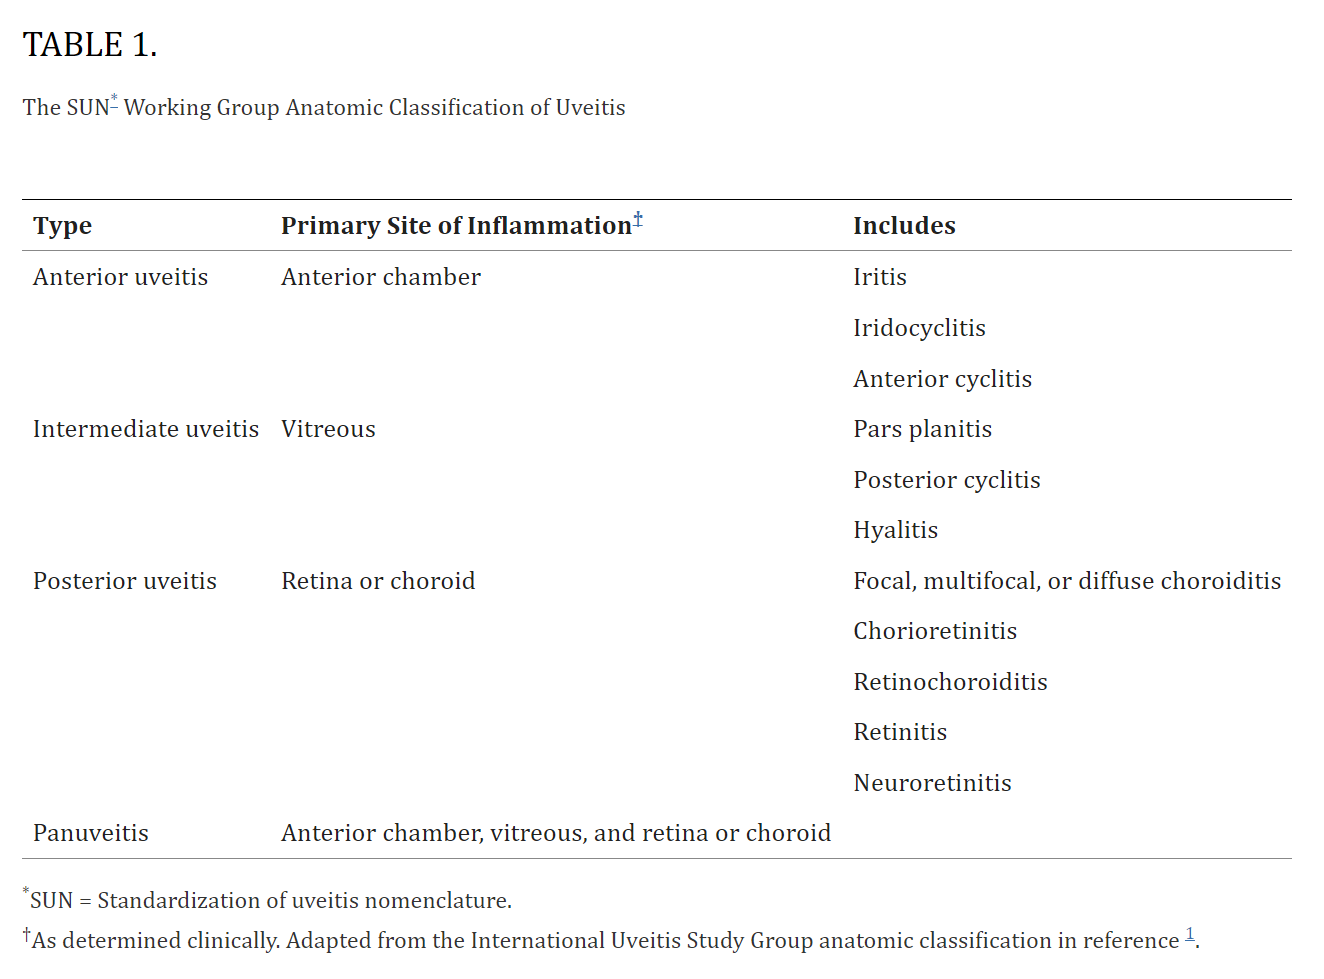 TABLE 1.
The SUN* Working Group Anatomic Classification of Uveitis
Type Primary Site of Inflammation‡ Includes
Anterior uveitis Anterior chamber Iritis
Iridocyclitis
Anterior cyclitis
Intermediate uveitis Vitreous Pars planitis
Posterior cyclitis
Hyalitis
Posterior uveitis Retina or choroid Focal, multifocal, or diffuse choroiditis
Chorioretinitis
Retinochoroiditis
Retinitis
Neuroretinitis
Panuveitis Anterior chamber, vitreous, and retina or choroid
*SUN = Standardization of uveitis nomenclature.
†As determined clinically. Adapted from the International Uveitis Study Group anatomic classification in reference 1.